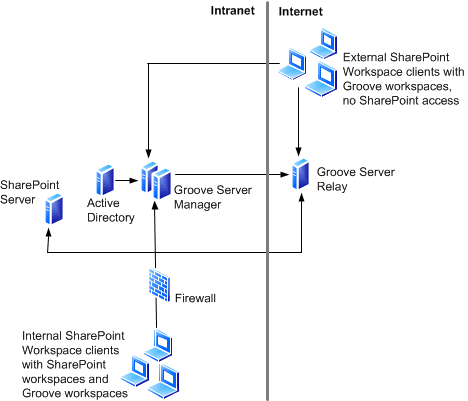 Intranet
Internet
External SharePoint
Workspace clients with
Groove workspaces,
no SharePoint access
SharePoint
Server
Active
Directory
Groove Server
Manager
Groove Server
Relay
Firewall
Internal SharePoint
Workspace clients
with SharePoint
workspaces and
Groove workspaces